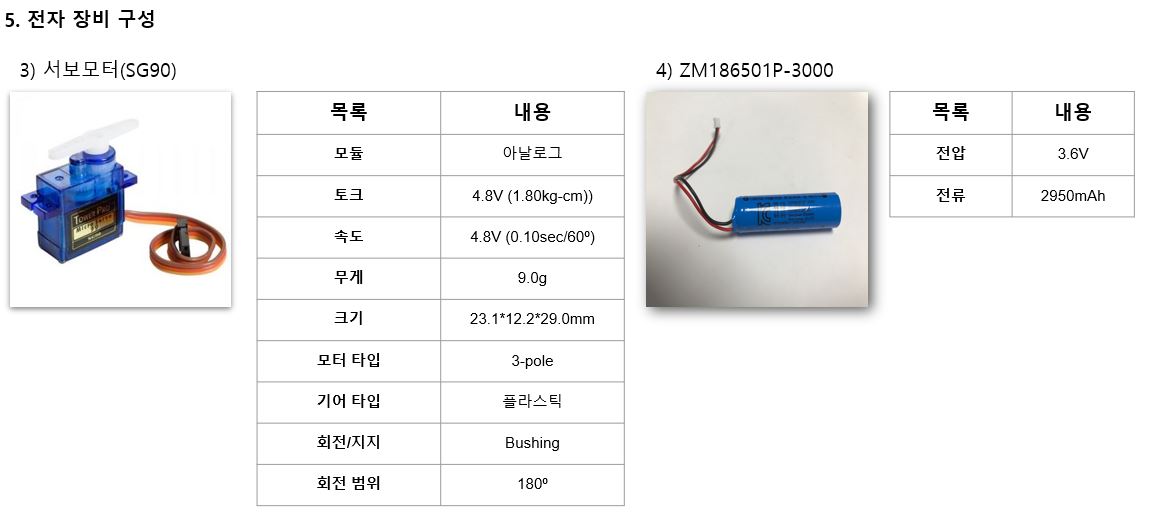 5. 전자 장비 구성
3) 서보모터(SG90)
목록 내용
모듈 아날로그
토크 4.8V (1.80kg-cm))
속도 4.8V (0.10sec/60º)
무게 9.0g
크기 23.1*12.2*29.0mm
모터 타입 3-pole
기어 타입 플라스틱
회전/지지 Bushing
회전 범위 180º
Tower Pro
4) ZM186501P-3000
목록 내용
전압 3.6V
전류 2950mAh